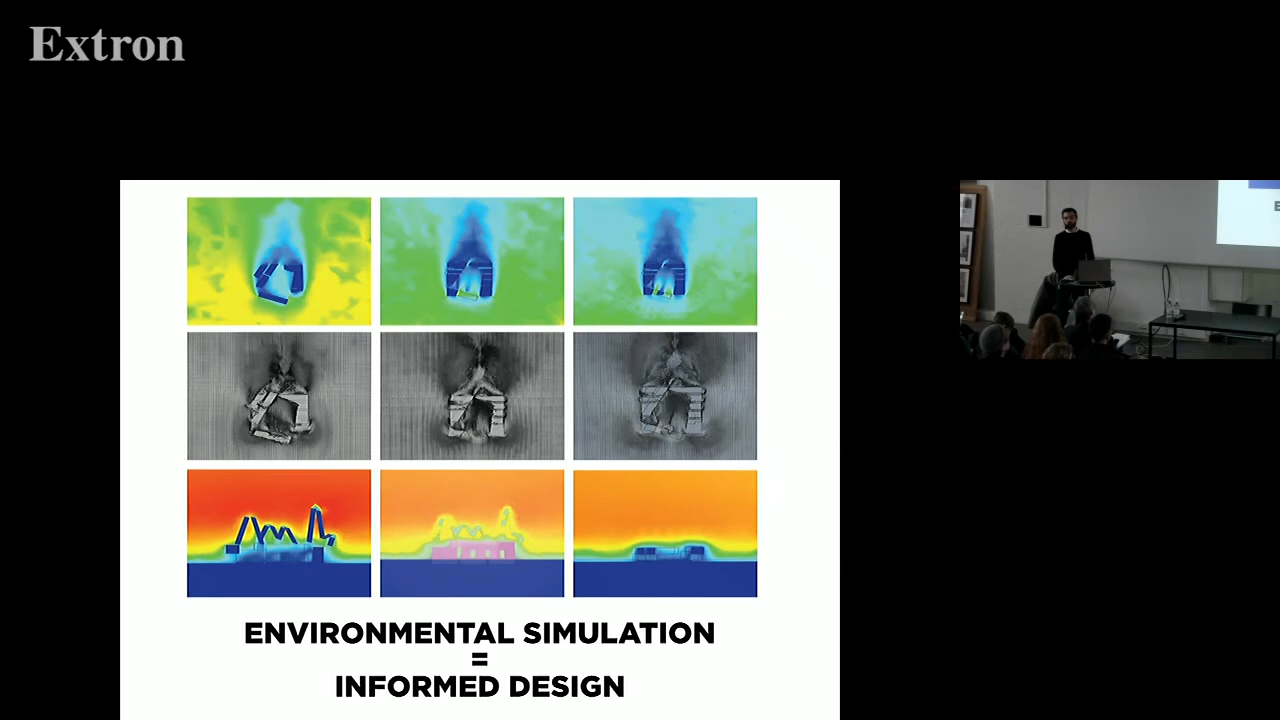 Extron
ENVIRONMENTAL SIMULATION
=
INFORMED DESIGN
E